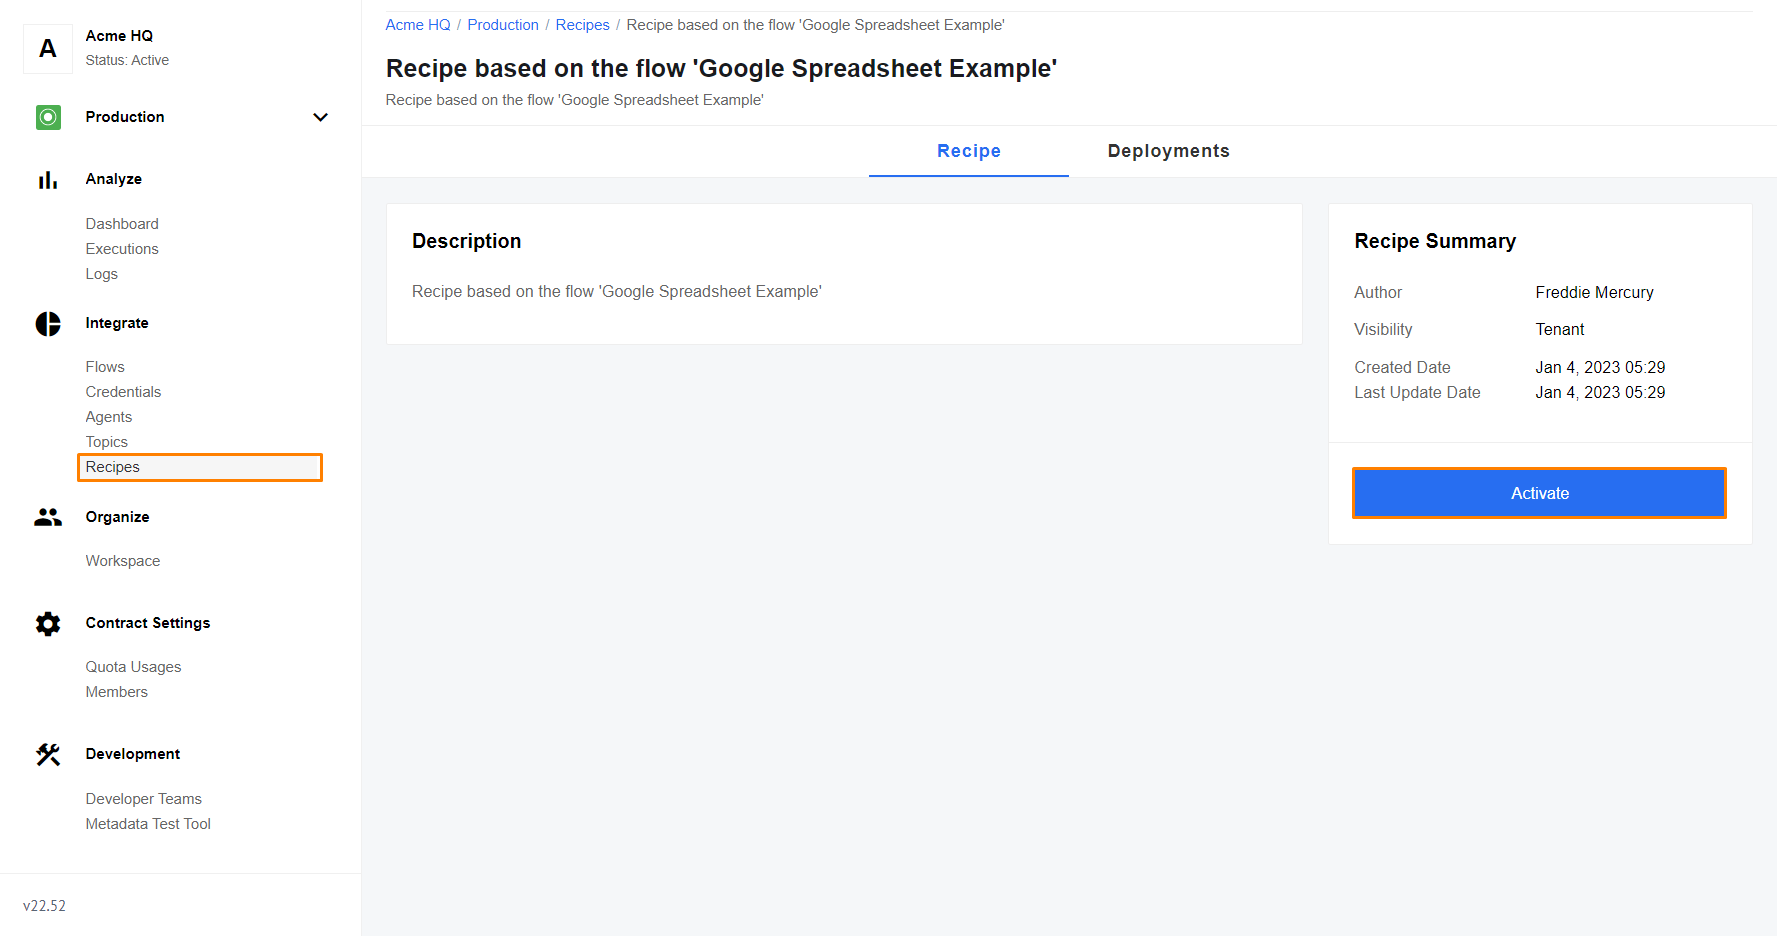 A
Acme HQ
Status: Active
Production
Analyze
Dashboard
Executions
Logs
Integrate
Flows
Credentials
Agents
Topics
Recipes
Organize
Workspace
Contract Settings
Quota Usages
Members
Development
Developer Teams
Metadata Test Tool
v22.52
Acme HQ / Production / Recipes / Recipe based on the flow 'Google Spreadsheet Example'
Recipe based on the flow 'Google Spreadsheet Example'
Recipe based on the flow 'Google Spreadsheet Example'
Recipe Deployments
Description
Recipe based on the flow 'Google Spreadsheet Example'
Recipe Summary
Author Freddie Mercury
Visibility Tenant
Created Date Jan 4, 2023 05:29
Last Update Date Jan 4, 2023 05:29
Activate